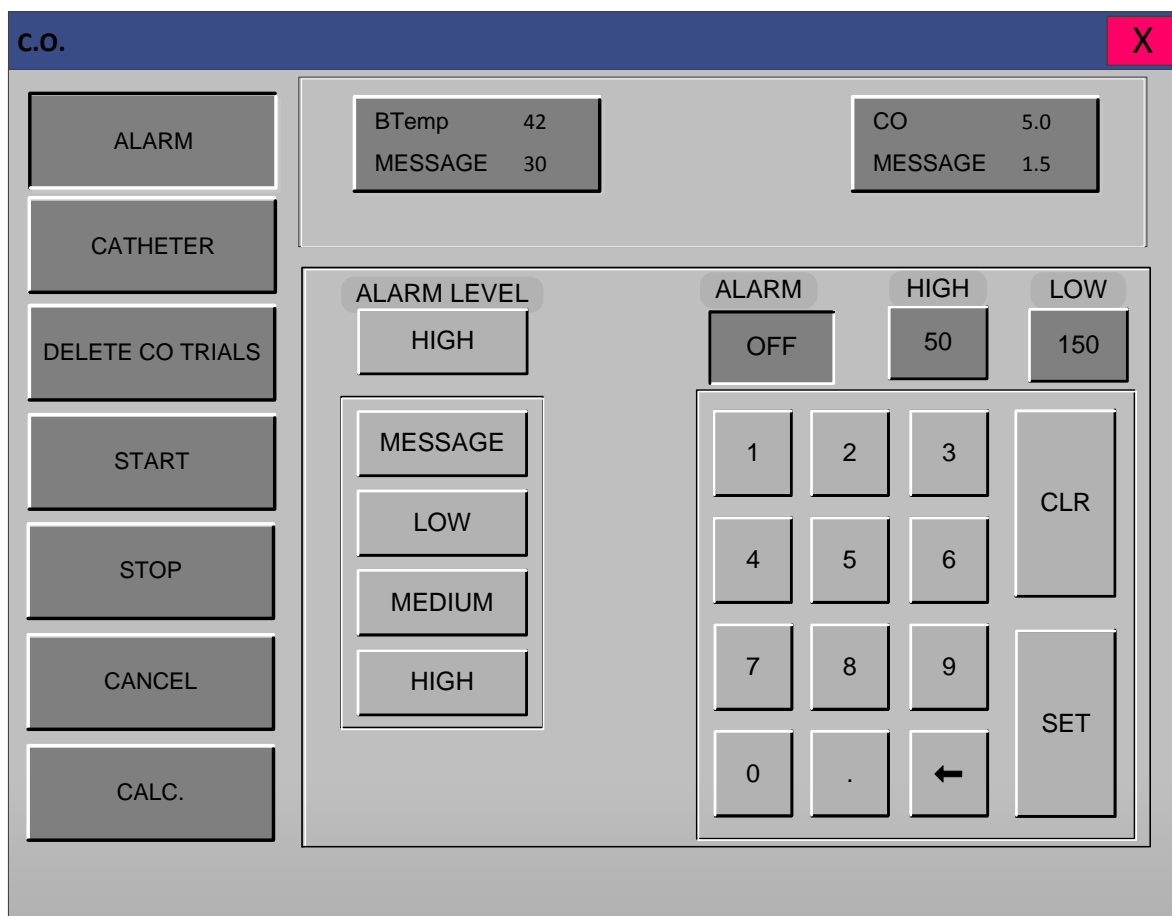 C.O.
X
ALARM
CATHETER
DELETE CO TRIALS
START
STOP
CANCEL
CALC.
BTemp 42
MESSAGE 30
CO 5.0
MESSAGE 1.5
ALARM LEVEL
HIGH
MESSAGE
LOW
MEDIUM
HIGH
ALARM HIGH LOW
OFF 50 150
1 2 3
CLR
4 5 6
7 8 9
SET
0 . ←